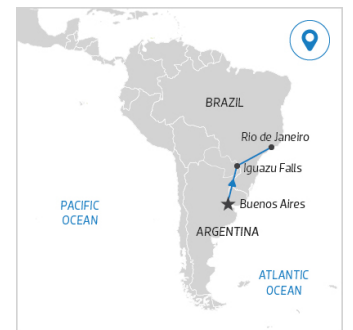 BRAZIL
Rio de Janeiro
Iguazu Falls
Buenos Aires
PACIFIC
OCEAN
ARGENTINA
ATLANTIC
OCEAN